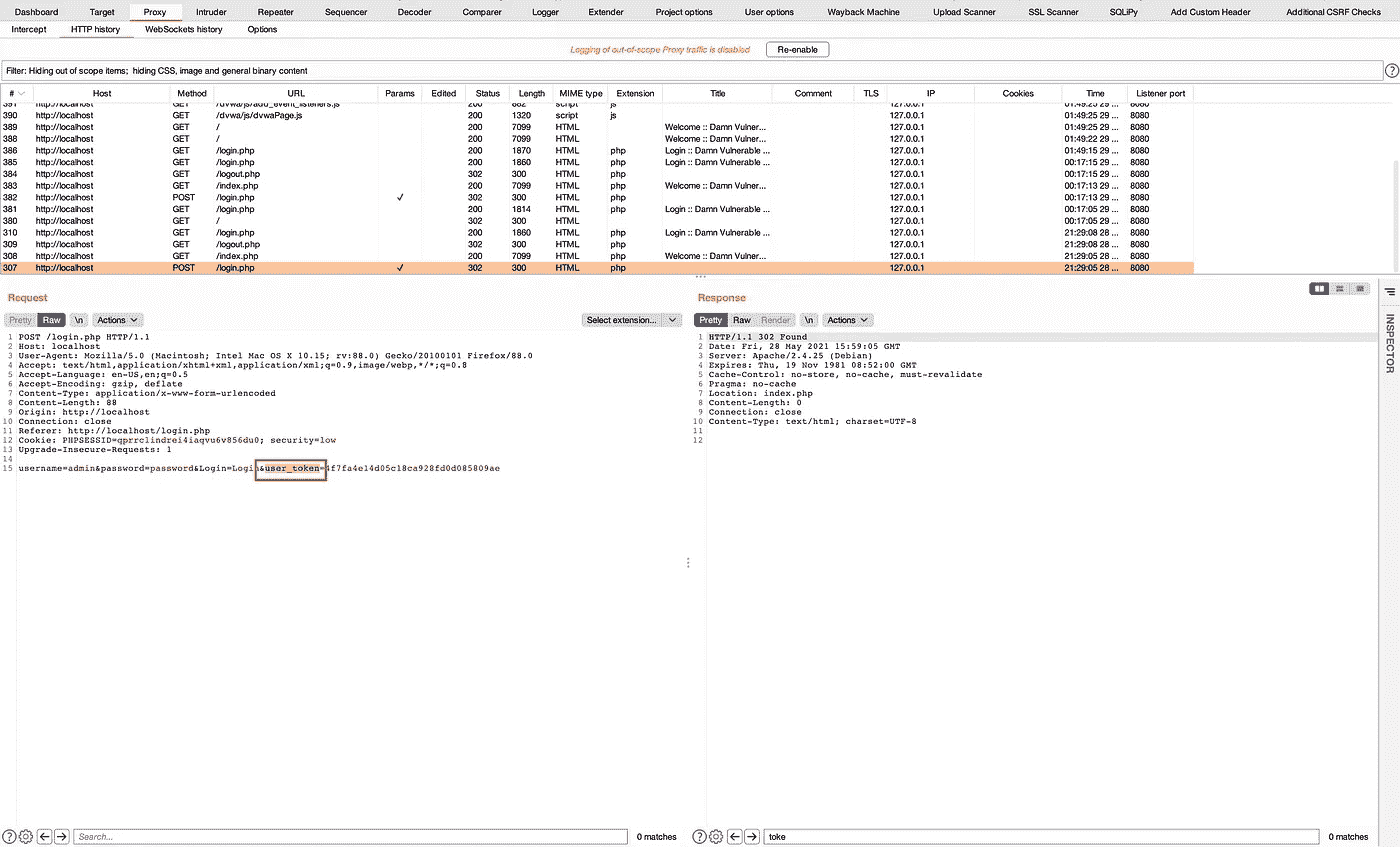 Dashboard Target Proxy Intruder Repeater Sequencer Decoder Comparer Logger Extender Project options User options Wayback Machine Upload Scanner SSL Scanner SQLiPy Add Custom Header Additional CSRF Checks
Intercept HTTP history WebSockets history Options
Logging of out-of-scope Proxy traffic is disabled Re-enable
Filter: Hiding out of scope items; hiding CSS, image and general binary content
# Host Method URL Params Edited Status Length MIME type Extension Title Comment TLS IP Cookies Time Listener port
391 http://localhost GET /dvwa/js/add_event_listeners.js 200 882 script js 127.0.0.1 01:49:25 29 ... 8080
390 http://localhost GET /dvwa/js/dvwaPage.js 200 1320 script js 127.0.0.1 01:49:25 29 ... 8080
389 http://localhost GET / 200 7099 HTML Welcome :: Damn Vulner... 127.0.0.1 01:49:25 29 ... 8080
388 http://localhost GET / 200 7099 HTML Welcome :: Damn Vulner... 127.0.0.1 01:49:22 29 ... 8080
386 http://localhost GET /login.php 200 1870 HTML php Login :: Damn Vulnerable ... 127.0.0.1 01:49:15 29 ... 8080
385 http://localhost GET /login.php 200 1860 HTML php Login :: Damn Vulnerable ... 127.0.0.1 00:17:15 29 ... 8080
384 http://localhost GET /logout.php 302 300 HTML php 127.0.0.1 00:17:15 29 ... 8080
383 http://localhost GET /index.php 200 7099 HTML php Welcome :: Damn Vulner... 127.0.0.1 00:17:13 29 ... 8080
382 http://localhost POST /login.php ✓ 302 300 HTML php 127.0.0.1 00:17:13 29 ... 8080
381 http://localhost GET /login.php 200 1814 HTML php Login :: Damn Vulnerable ... 127.0.0.1 00:17:05 29 ... 8080
380 http://localhost GET / 302 300 HTML 127.0.0.1 00:17:05 29 ... 8080
310 http://localhost GET /login.php 200 1860 HTML php Login :: Damn Vulnerable ... 127.0.0.1 21:29:08 28 ... 8080
309 http://localhost GET /logout.php 302 300 HTML php 127.0.0.1 21:29:08 28 ... 8080
308 http://localhost GET /index.php 200 7099 HTML php Welcome :: Damn Vulner... 127.0.0.1 21:29:05 28 ... 8080
307 http://localhost POST /login.php ✓ 302 300 HTML php 127.0.0.1 21:29:05 28 ... 8080
Request
Pretty Raw \n Actions Select extension...
1 POST /login.php HTTP/1.1
2 Host: localhost
3 User-Agent: Mozilla/5.0 (Macintosh; Intel Mac OS X 10.15; rv:88.0) Gecko/20100101 Firefox/88.0
4 Accept: text/html,application/xhtml+xml,application/xml;q=0.9,image/webp,*/*;q=0.8
5 Accept-Language: en-US,en;q=0.5
6 Accept-Encoding: gzip, deflate
7 Content-Type: application/x-www-form-urlencoded
8 Content-Length: 88
9 Origin: http://localhost
10 Connection: close
11 Referer: http://localhost/login.php
12 Cookie: PHPSESSID=qprrc1indrei4iaqvu6v856du0; security=low
13 Upgrade-Insecure-Requests: 1
14
15 username=admin&password=password&Login=Login&user_token=4f7fa4e14d05c18ca928fd0d085809ae
Search... 0 matches
Response
Pretty Raw Render \n Actions
1 HTTP/1.1 302 Found
2 Date: Fri, 28 May 2021 15:59:05 GMT
3 Server: Apache/2.4.25 (Debian)
4 Expires: Thu, 19 Nov 1981 08:52:00 GMT
5 Cache-Control: no-store, no-cache, must-revalidate
6 Pragma: no-cache
7 Location: index.php
8 Content-Length: 0
9 Connection: close
10 Content-Type: text/html; charset=UTF-8
11
12
toke 0 matches
INSPECTOR